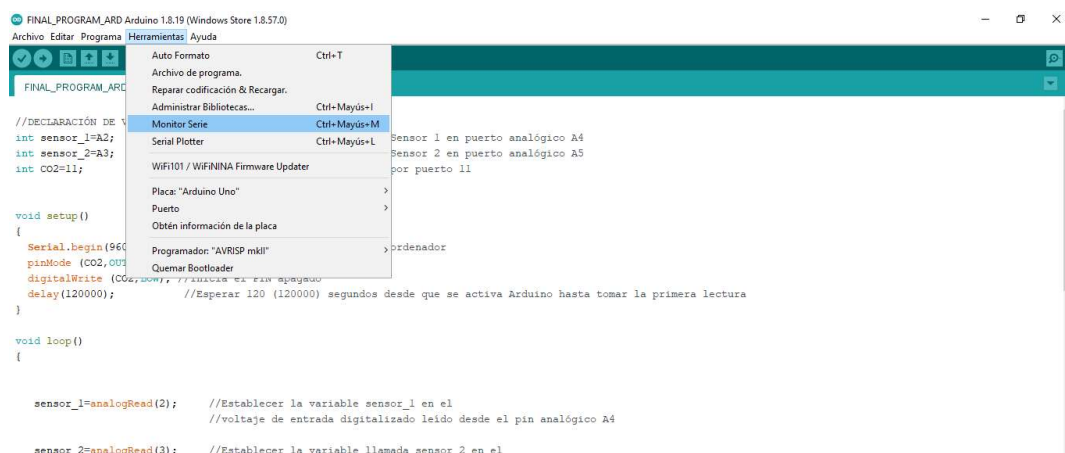 FINAL_PROGRAM_ARD Arduino 1.8.19 (Windows Store 1.8.57.0)
Archivo Editar Programa Herramientas Ayuda
FINAL_PROGRAM_ARD
Auto Formato Ctrl+T
Archivo de programa.
Reparar codificación & Recargar.
Administrar Bibliotecas... Ctrl+Mayús+I
Monitor Serie Ctrl+Mayús+M
Serial Plotter Ctrl+Mayús+L
WiFi101 / WiFiNINA Firmware Updater
Placa: "Arduino Uno"
Puerto
Obtén información de la placa
Programador: "AVRISP mkII"
Quemar Bootloader
//DECLARACIÓN DE
int sensor_1=A2; Sensor 1 en puerto analógico A4
int sensor_2=A3; Sensor 2 en puerto analógico A5
int CO2=11; por puerto 11
void setup()
{
Serial.begin(960 ordenador
pinMode (CO2,OUT
digitalWrite (CO2,LOW); //Inicia el PIN apagado
delay(120000); //Esperar 120 (120000) segundos desde que se activa Arduino hasta tomar la primera lectura
}
void loop()
{
sensor_1=analogRead(2); //Establecer la variable sensor_1 en el
//voltaje de entrada digitalizado leído desde el pin analógico A4
sensor_2=analogRead(3); //Establecer la variable llamada sensor 2 en el